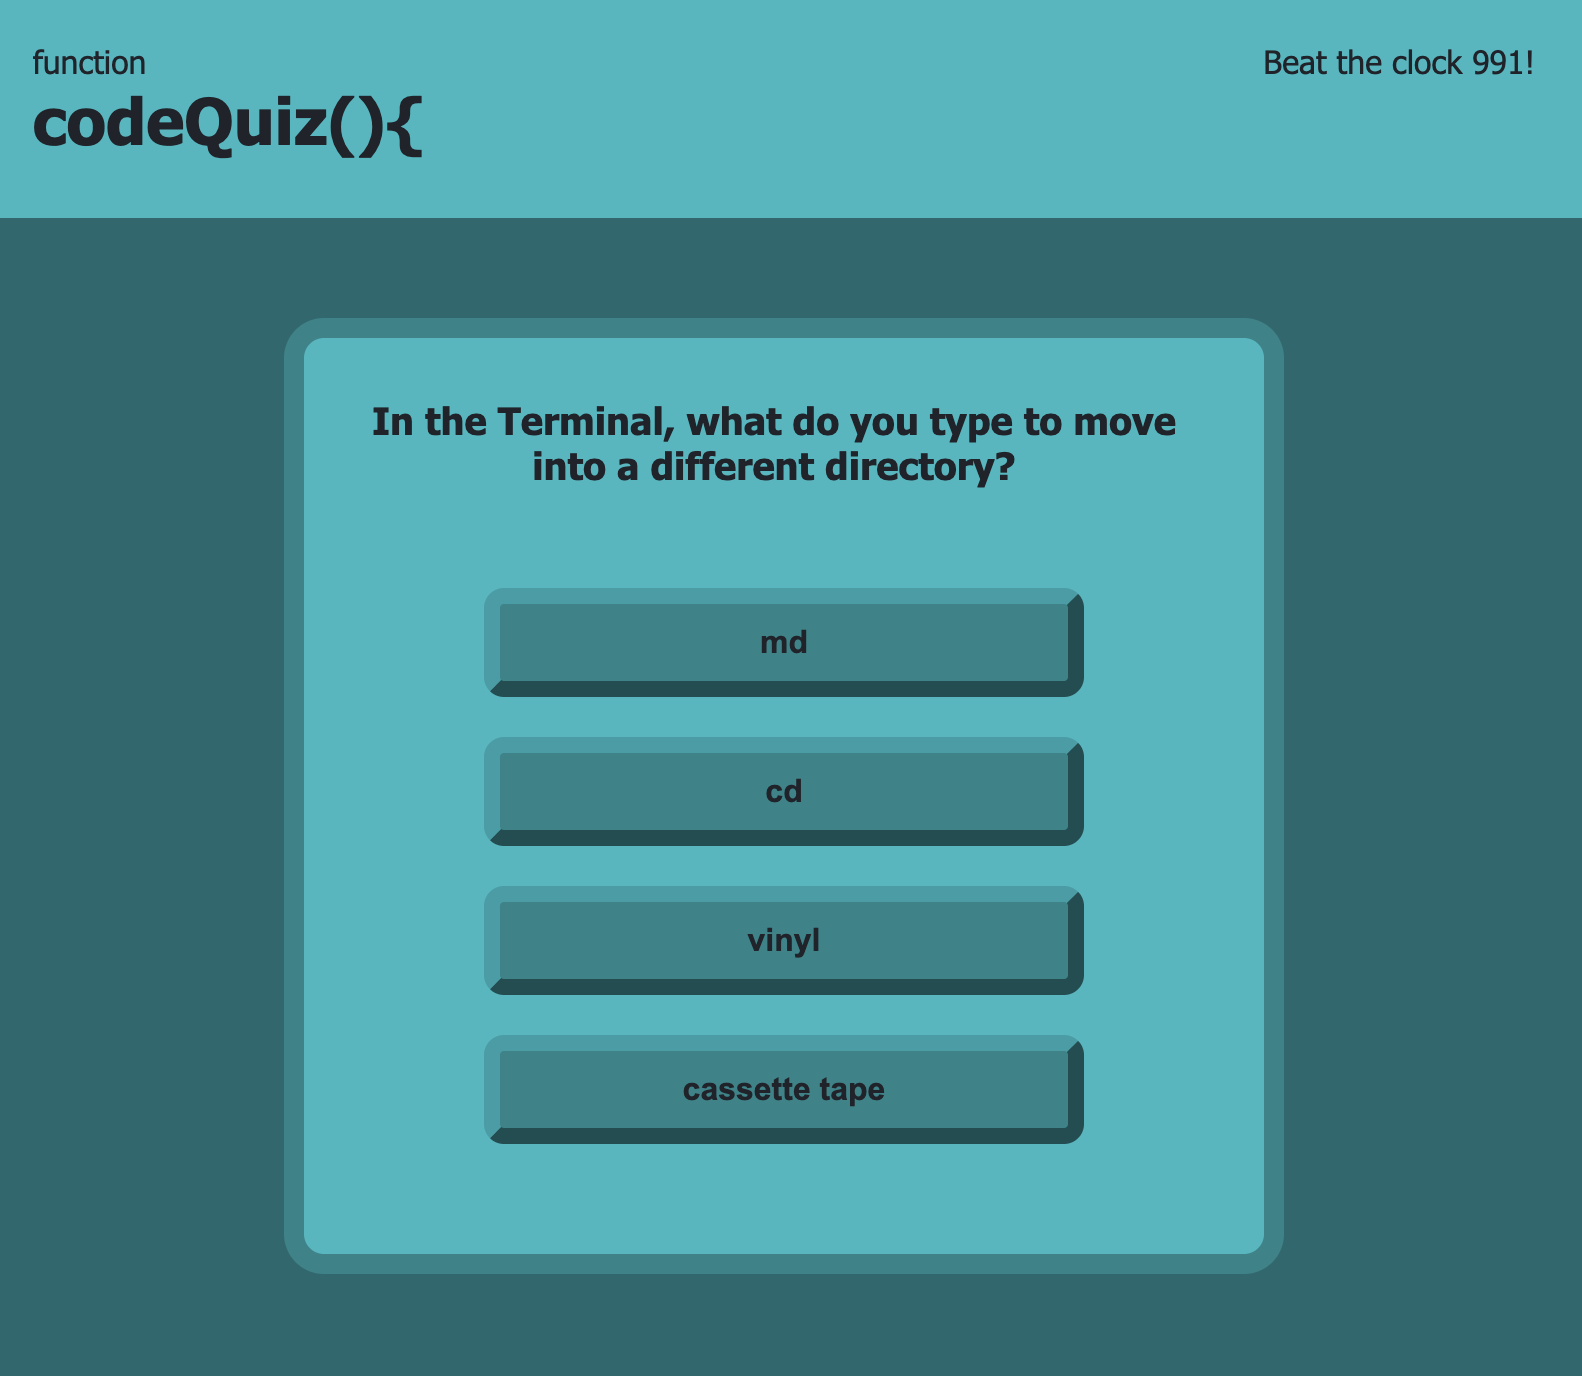 function
codeQuiz(){
Beat the clock 991!
In the Terminal, what do you type to move
into a different directory?
md
cd
vinyl
cassette tape